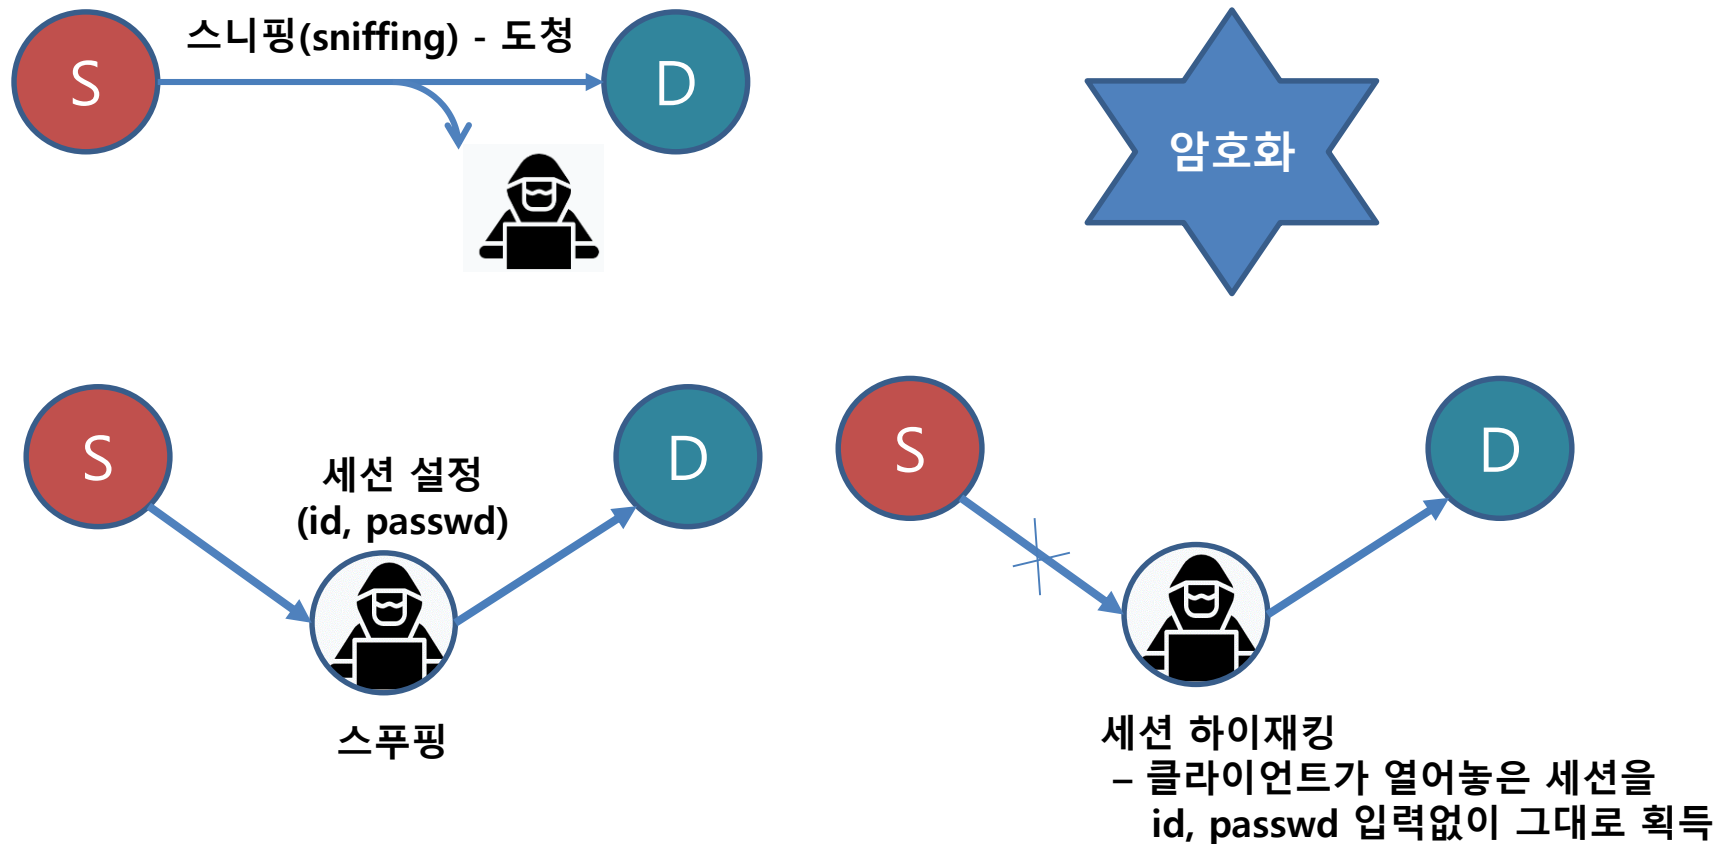 스니핑(sniffing) - 도청
S
D
암호화
S
세션 설정
(id, passwd)
D
스푸핑
S
D
세션 하이재킹
– 클라이언트가 열어놓은 세션을
id, passwd 입력없이 그대로 획득